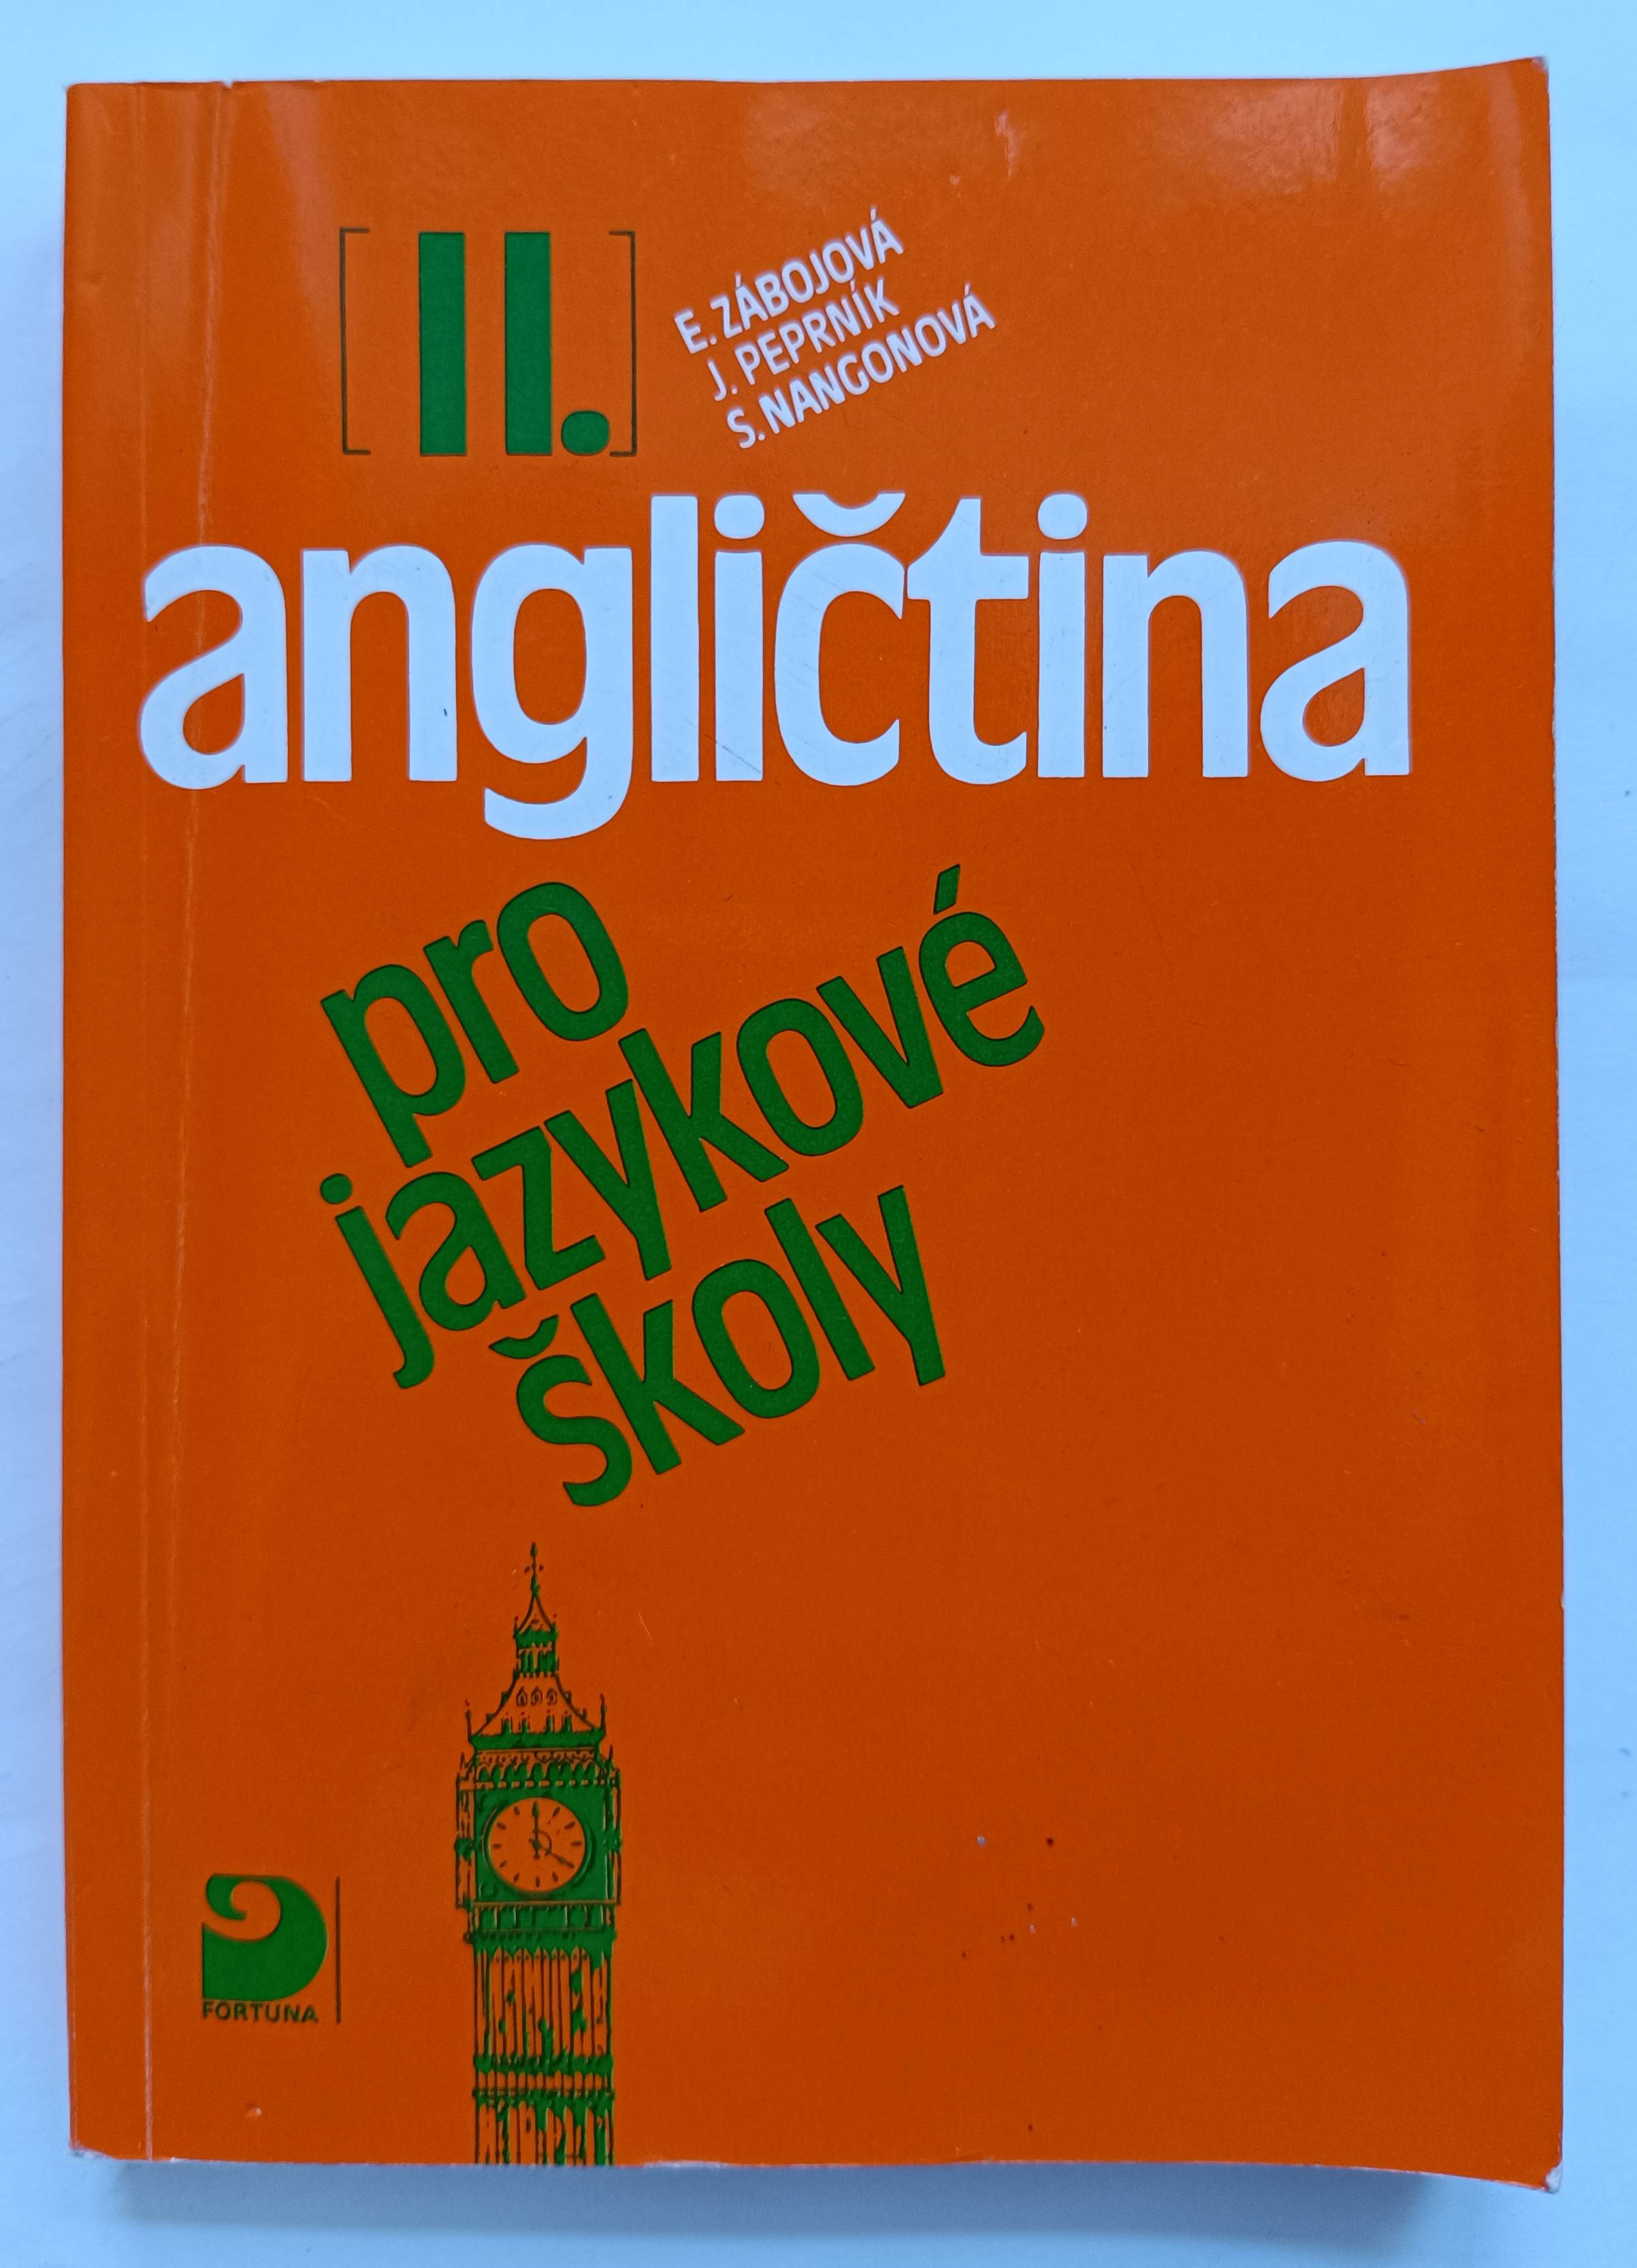 [II.]
E. ZÁBOJOVÁ
J. PEPRNÍK
S. NANGONOVÁ
angličtina
pro
jazykové
školy
FORTUNA